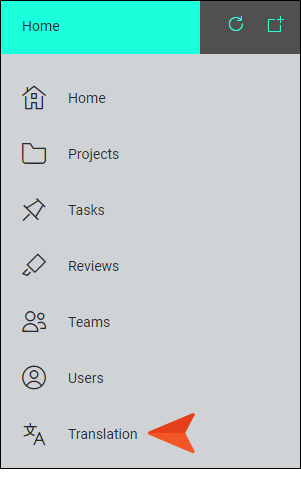 Home
Home
Projects
Tasks
Reviews
Teams
Users
Translation